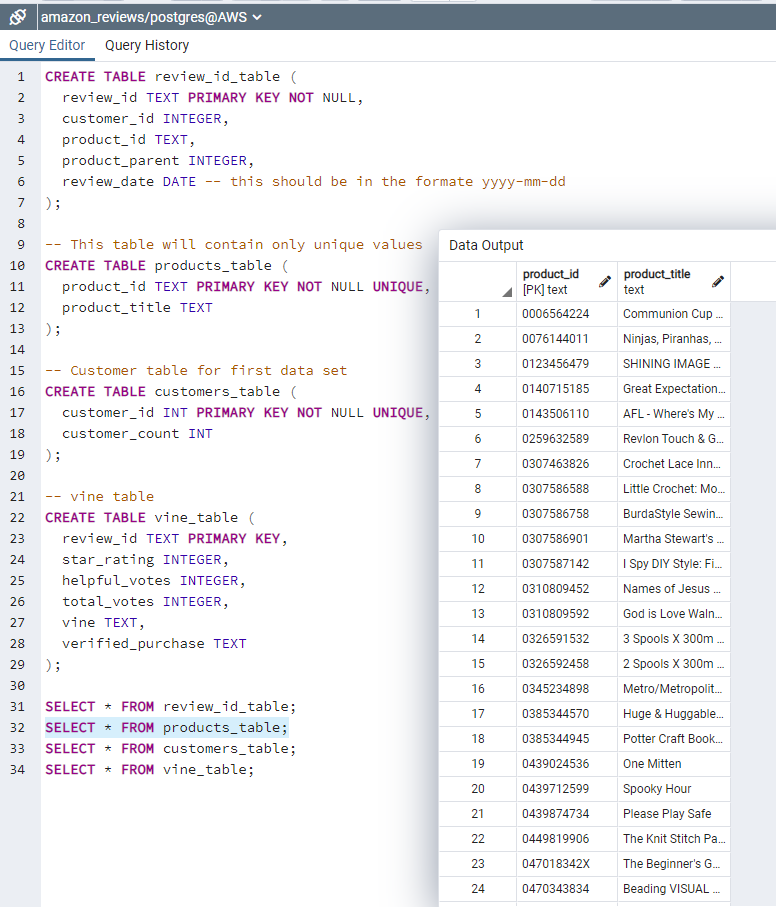 amazon_reviews/postgres@AWS
Query Editor Query History
1 CREATE TABLE review_id_table (
2 review_id TEXT PRIMARY KEY NOT NULL,
3 customer_id INTEGER,
4 product_id TEXT,
5 product_parent INTEGER,
6 review_date DATE -- this should be in the formate yyyy-mm-dd
7 );
8
9 -- This table will contain only unique values
10 CREATE TABLE products_table (
11 product_id TEXT PRIMARY KEY NOT NULL UNIQUE,
12 product_title TEXT
13 );
14
15 -- Customer table for first data set
16 CREATE TABLE customers_table (
17 customer_id INT PRIMARY KEY NOT NULL UNIQUE,
18 customer_count INT
19 );
20
21 -- vine table
22 CREATE TABLE vine_table (
23 review_id TEXT PRIMARY KEY,
24 star_rating INTEGER,
25 helpful_votes INTEGER,
26 total_votes INTEGER,
27 vine TEXT,
28 verified_purchase TEXT
29 );
30
31 SELECT * FROM review_id_table;
32 SELECT * FROM products_table;
33 SELECT * FROM customers_table;
34 SELECT * FROM vine_table;
Data Output
product_id product_title
[PK] text text
1 0006564224 Communion Cup ...
2 0076144011 Ninjas, Piranhas, ...
3 0123456479 SHINING IMAGE ...
4 0140715185 Great Expectation...
5 0143506110 AFL - Where's My ...
6 0259632589 Revlon Touch & G...
7 0307463826 Crochet Lace Inn...
8 0307586588 Little Crochet: Mo...
9 0307586758 BurdaStyle Sewin...
10 0307586901 Martha Stewart's ...
11 0307587142 I Spy DIY Style: Fi...
12 0310809452 Names of Jesus ...
13 0310809592 God is Love Waln...
14 0326591532 3 Spools X 300m ...
15 0326592458 2 Spools X 300m ...
16 0345234898 Metro/Metropolit...
17 0385344570 Huge & Huggable...
18 0385344945 Potter Craft Book...
19 0439024536 One Mitten
20 0439712599 Spooky Hour
21 0439874734 Please Play Safe
22 0449819906 The Knit Stitch Pa...
23 047018342X The Beginner's G...
24 0470343834 Beading VISUAL ...